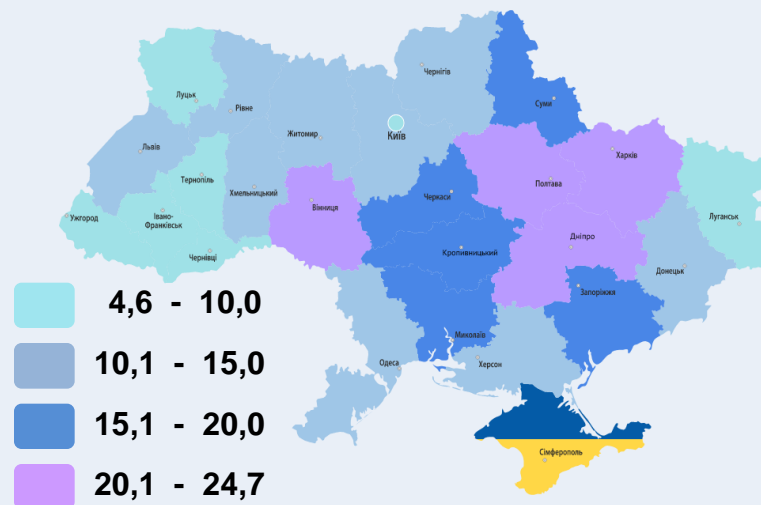 Чернігів
Луцьк
Рівне
Суми
Житомир
Київ
Львів
Харків
Тернопіль
Полтава
Хмельницький
Черкаси
Вінниця
Ужгород
Івано-
Франківськ
Луганськ
Дніпро
Кропивницький
Чернівці
Донецьк
Запоріжжя
4,6 - 10,0
Миколаїв
10,1 - 15,0
Одеса
Херсон
15,1 - 20,0
Сімферополь
20,1 - 24,7